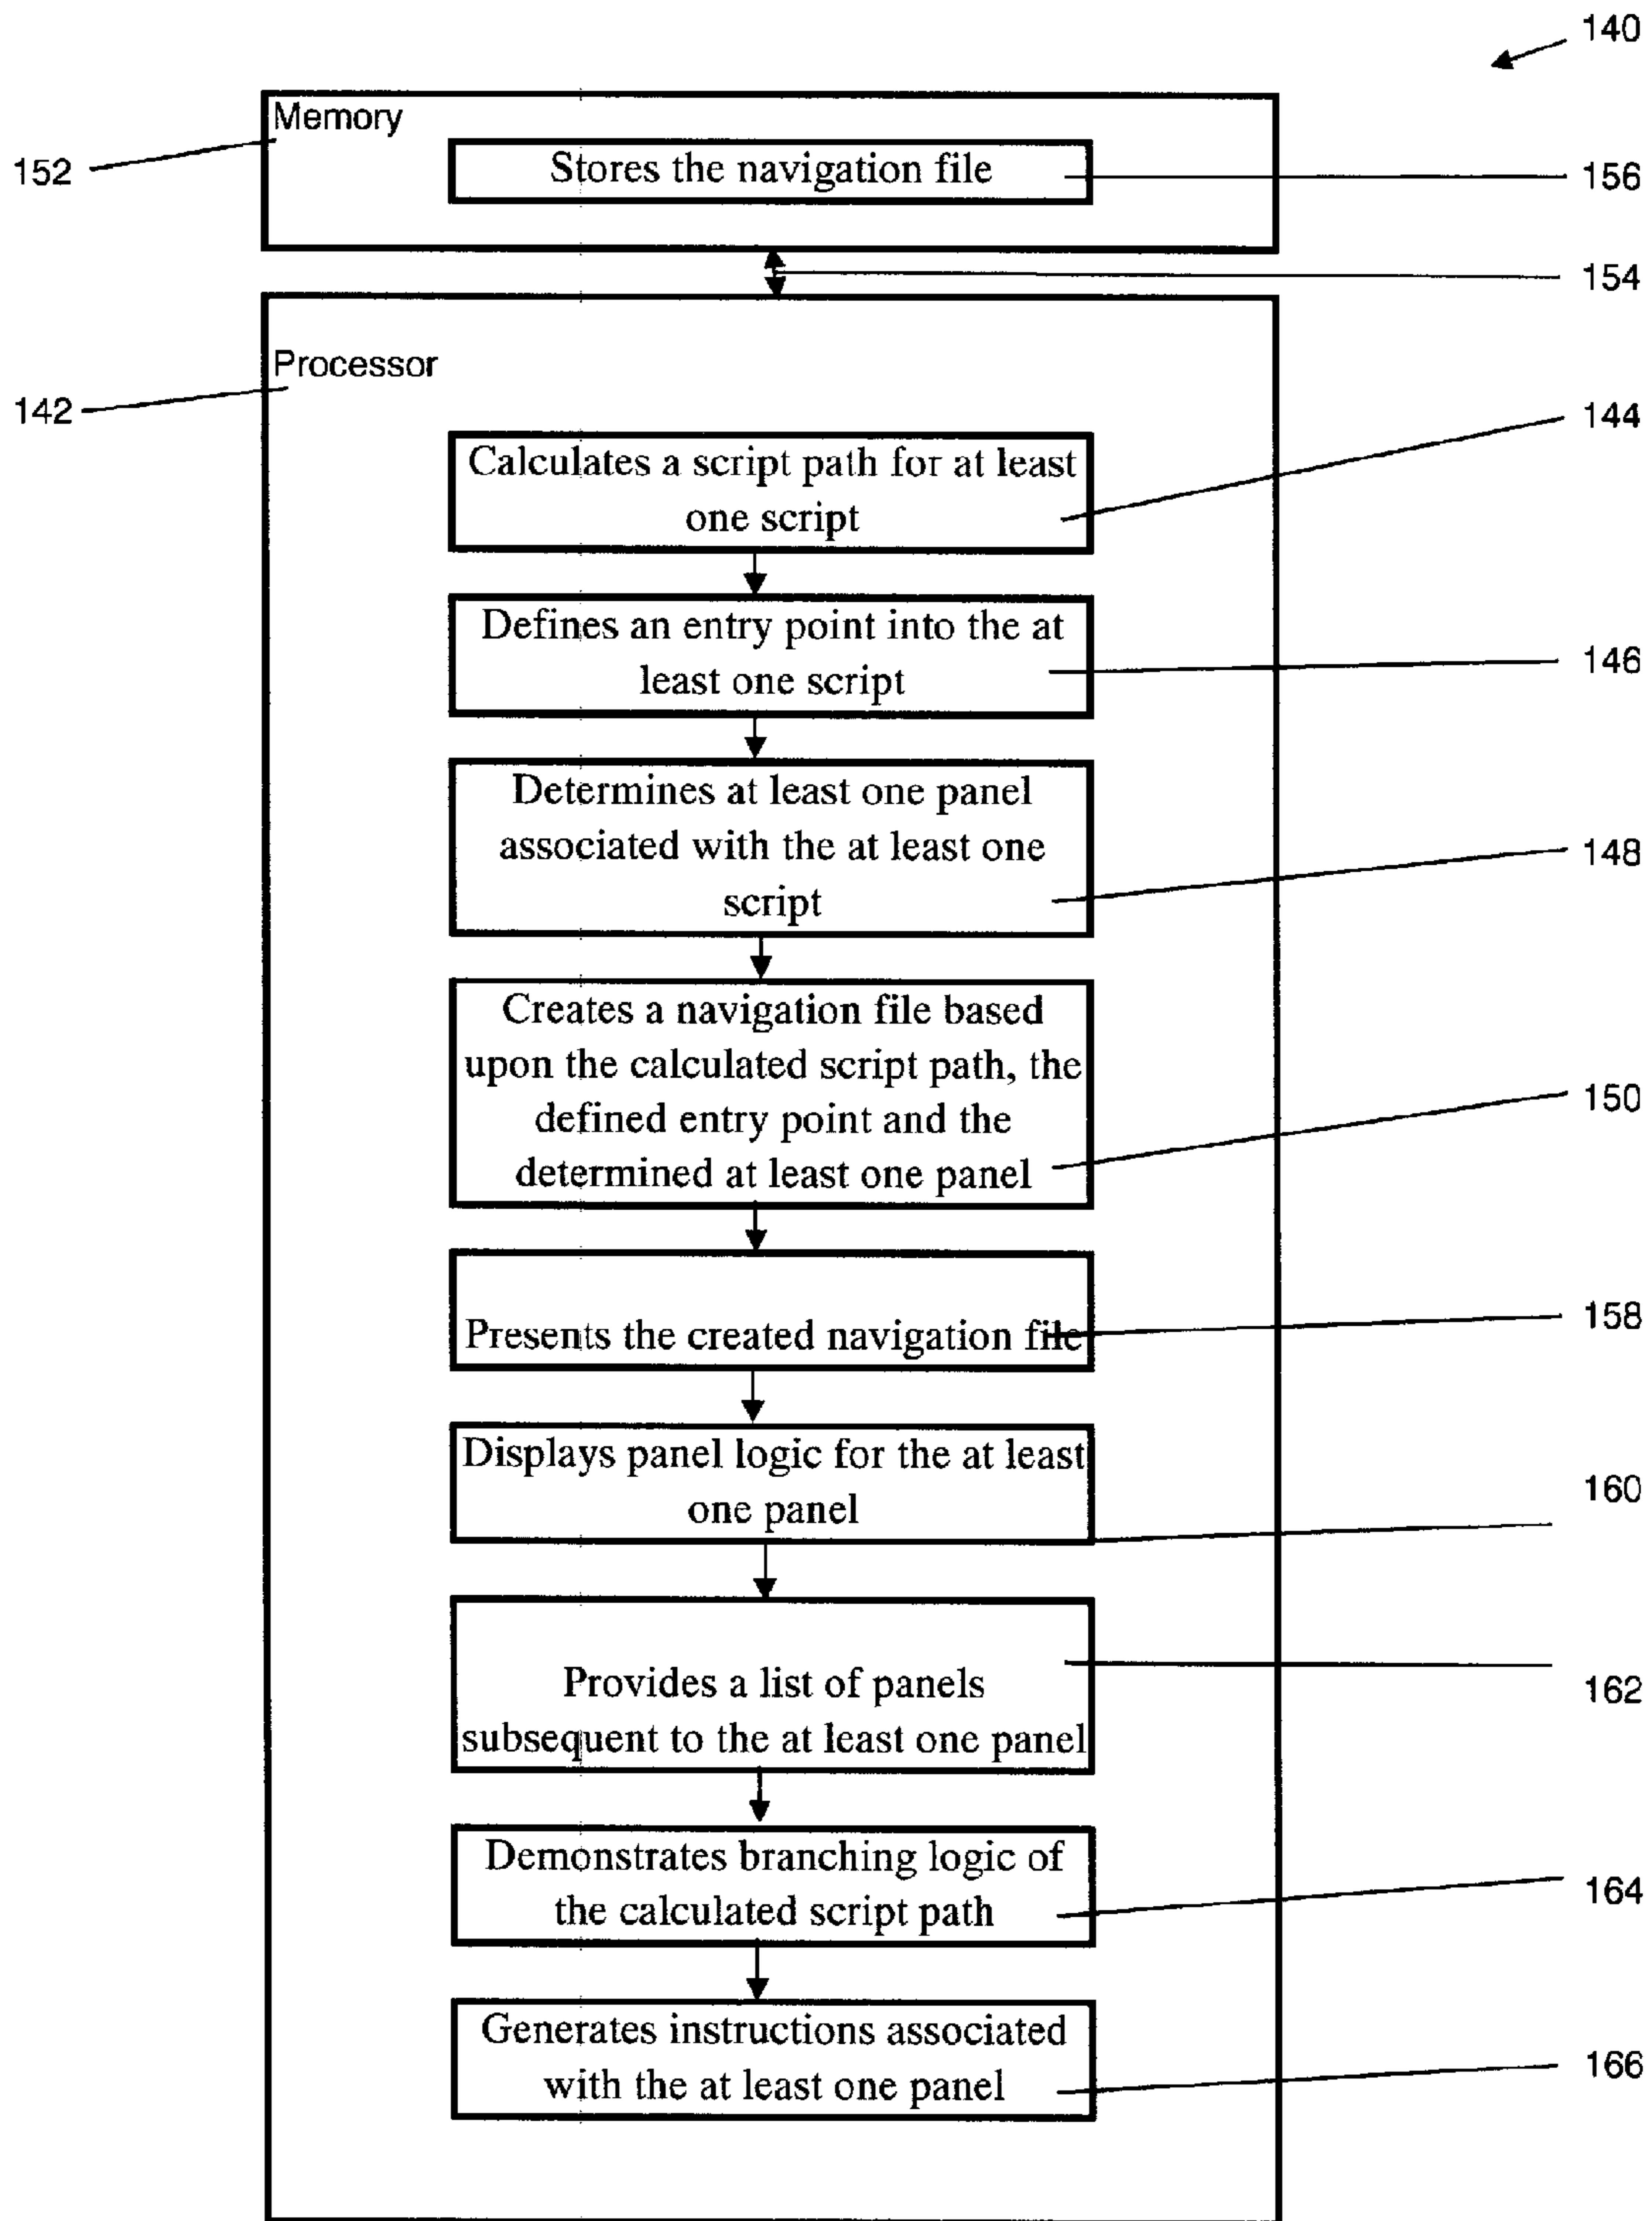 140
Memory
152
Stores the navigation file
156
154
Processor
142
144
Calculates a script path for at least
one script
Defines an entry point into the at
least one script
146
Determines at least one panel
associated with the at least one
script
148
Creates a navigation file based
upon the calculated script path, the
defined entry point and the
determined at least one panel
150
Presents the created navigation file
158
Displays panel logic for the at least
one panel
160
Provides a list of panels
subsequent to the at least one panel
162
Demonstrates branching logic of
the calculated script path
164
Generates instructions associated
with the at least one panel
166